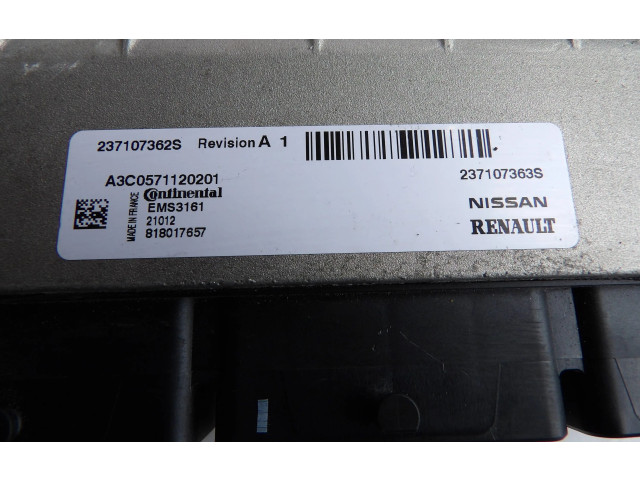 237107362S Revision A 1
A3C0571120201
237107363S
MADE IN FRANCE
Continental
EMS3161
21012
818017657
NISSAN
RENAULT